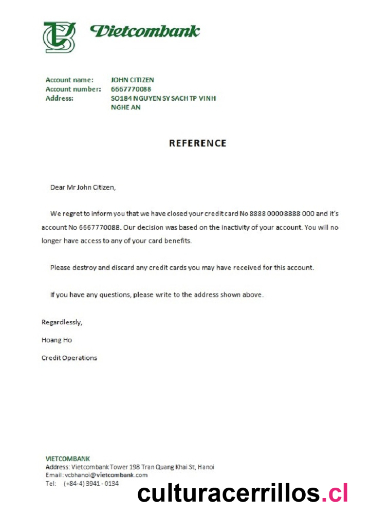 Vietcombank
Account name: JOHN CITIZEN
Account number: 6667770088
Address: SO184 NGUYEN SY SACH TP VINH
NGHE AN
REFERENCE
Dear Mr John Citizen,
We regret to inform you that we have closed your credit card No 8888 0000 8888 000 and it's
account No 6667770088. Our decision was based on the inactivity of your account. You will no
longer have access to any of your card benefits.
Please destroy and discard any credit cards you may have received for this account.
If you have any questions, please write to the address shown above.
Regardlessly,
Hoang Ho
Credit Operations
VIETCOMBANK
Address: Vietcombank Tower 198 Tran Quang Khai St, Hanoi
Email: vcbhanoi@vietcombank.com
Tel: (+84-4) 3941 - 0134
culturacerrillos.cl